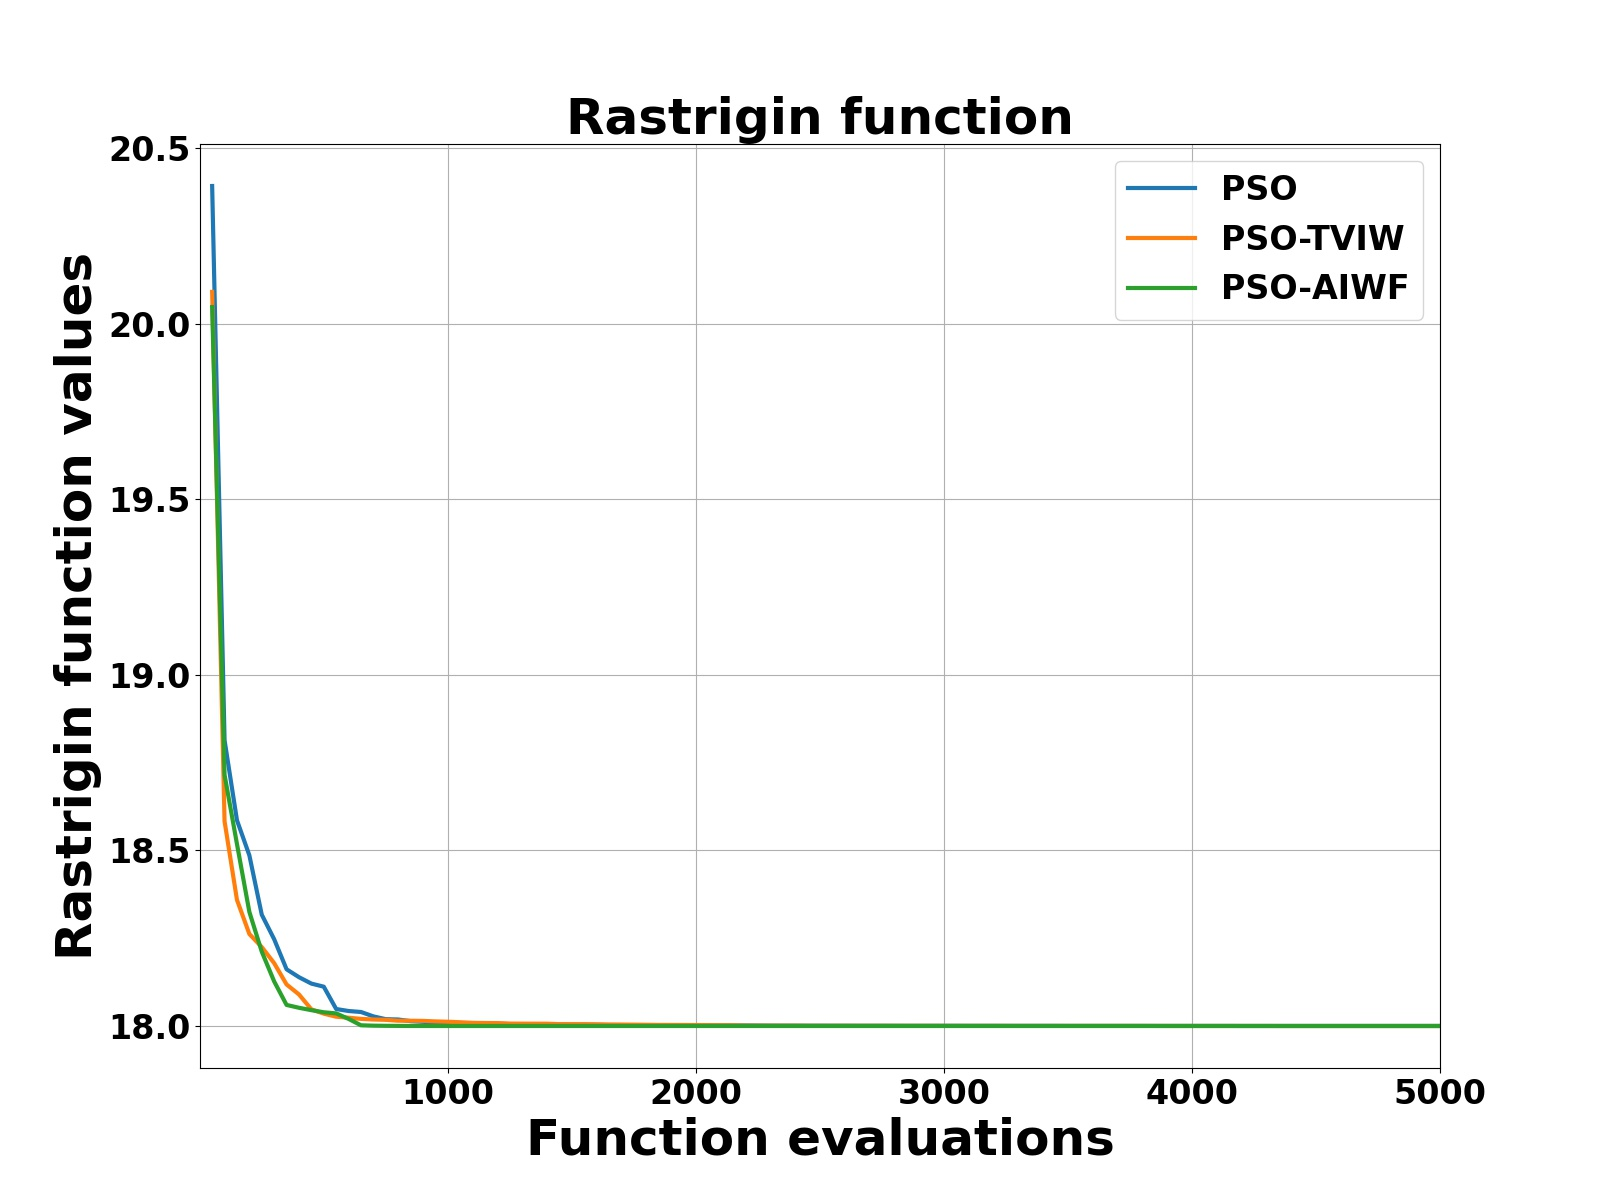 Rastrigin function
20.5
20.0
19.5
19.0
18.5
18.0
Rastrigin function values
PSO
PSO-TVIW
PSO-AIWF
1000 2000 3000 4000 5000
Function evaluations